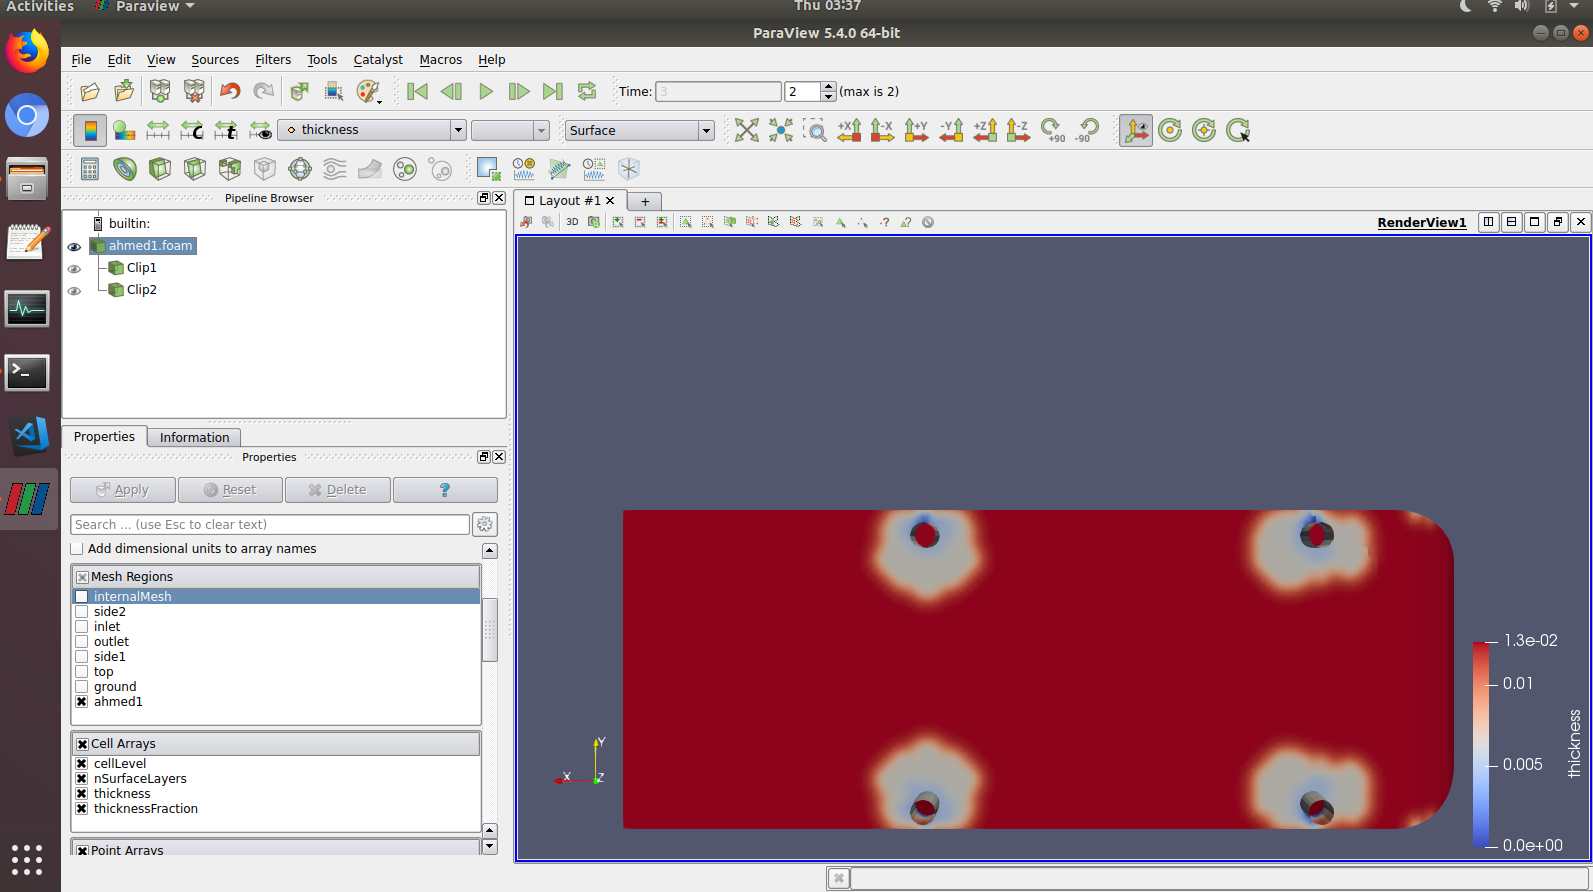 Activities
Paraview
Thu 03:37
ParaView 5.4.0 64-bit
File Edit View Sources Filters Tools Catalyst Macros Help
Time: 3 2 (max is 2)
C t thickness Surface +X -X +Y -Y +Z -Z +90 -90
Pipeline Browser
builtin:
ahmed1.foam
Clip1
Clip2
Layout #1 X +
3D
RenderView1
Properties Information
Properties
Apply Reset Delete ?
Search ... (use Esc to clear text)
Add dimensional units to array names
Mesh Regions
internalMesh
side2
inlet
outlet
side1
top
ground
ahmed1
Cell Arrays
cellLevel
nSurfaceLayers
thickness
thicknessFraction
Point Arrays
Y
X
Z
1.3e-02
0.01
0.005
0.0e+00
thickness